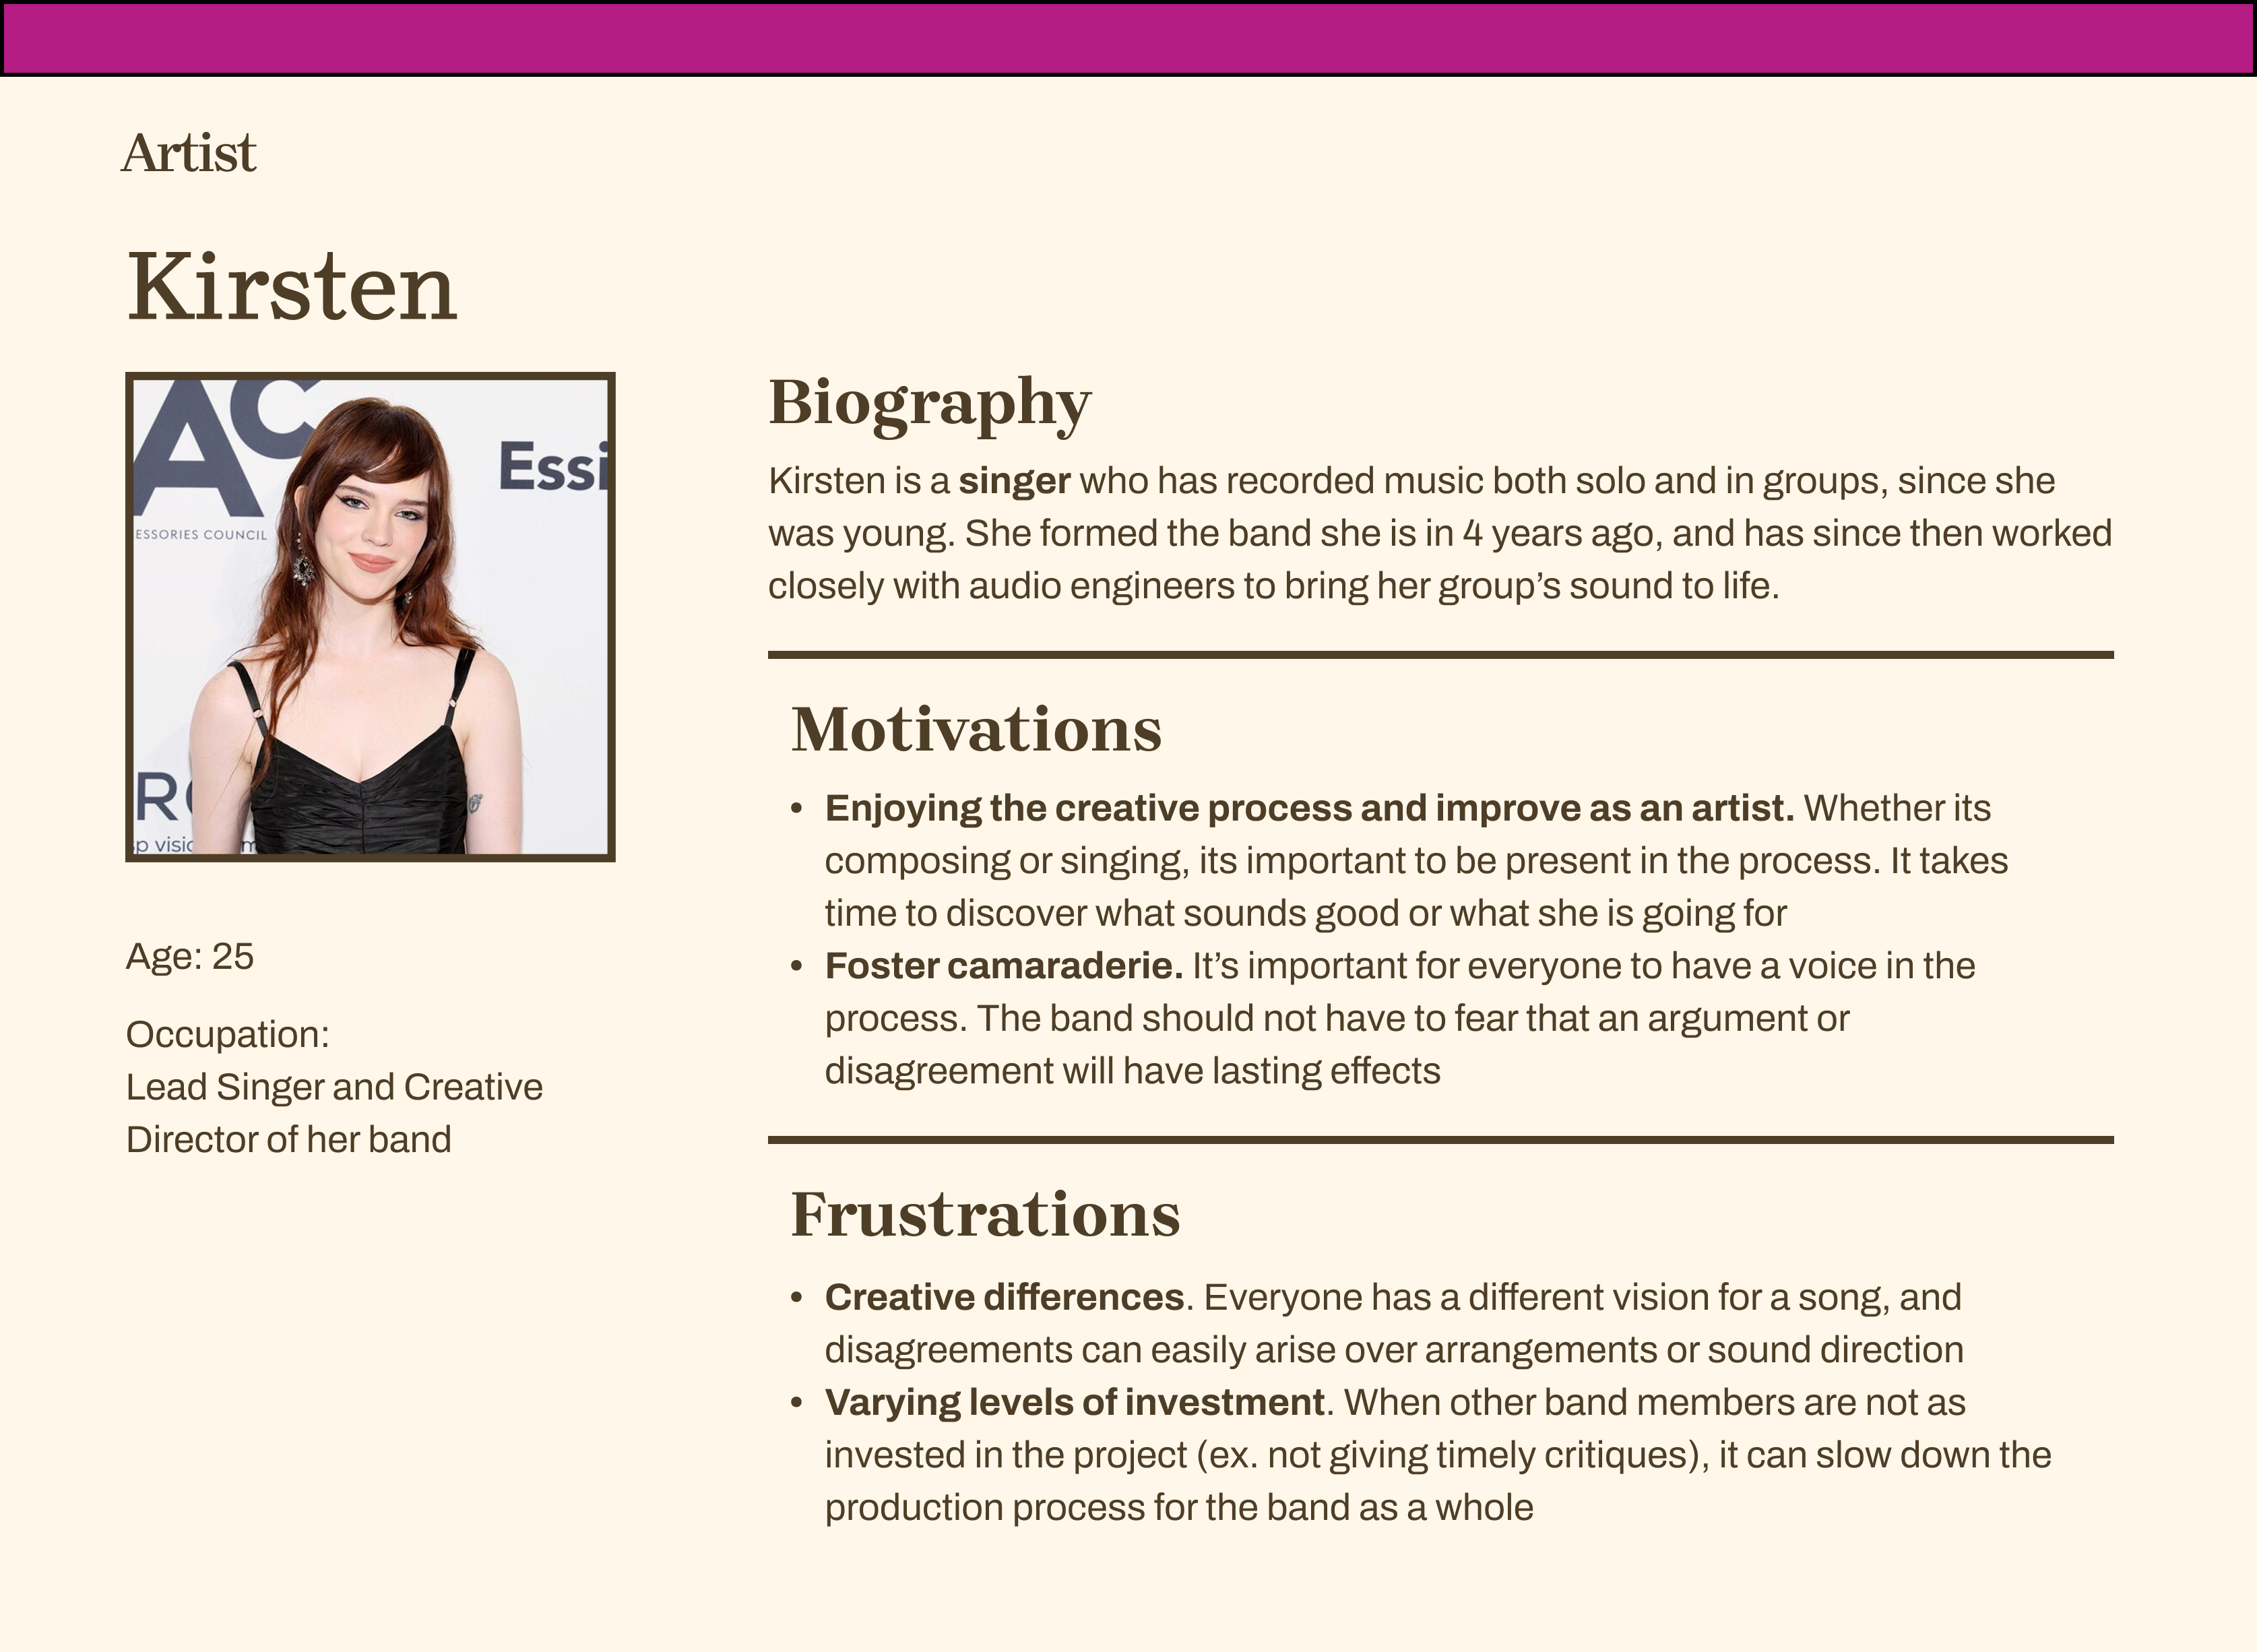 Artist
Kirsten
AC
Essi
ESSORIES COUNCIL
sp visi
Age: 25
Occupation:
Lead Singer and Creative
Director of her band
Biography
Kirsten is a singer who has recorded music both solo and in groups, since she
was young. She formed the band she is in 4 years ago, and has since then worked
closely with audio engineers to bring her group’s sound to life.
Motivations
• Enjoying the creative process and improve as an artist. Whether its
composing or singing, its important to be present in the process. It takes
time to discover what sounds good or what she is going for
• Foster camaraderie. It’s important for everyone to have a voice in the
process. The band should not have to fear that an argument or
disagreement will have lasting effects
Frustrations
• Creative differences. Everyone has a different vision for a song, and
disagreements can easily arise over arrangements or sound direction
• Varying levels of investment. When other band members are not as
invested in the project (ex. not giving timely critiques), it can slow down the
production process for the band as a whole